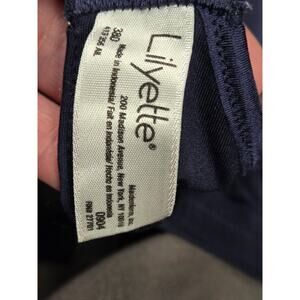 Lilyette®
Maidenform, Inc.
200 Madison Avenue, New York, NY 10016
Made in Indonesia/ Fait en Indonésie/ Hecho en Indonesia
38D 0904
RN# 27701